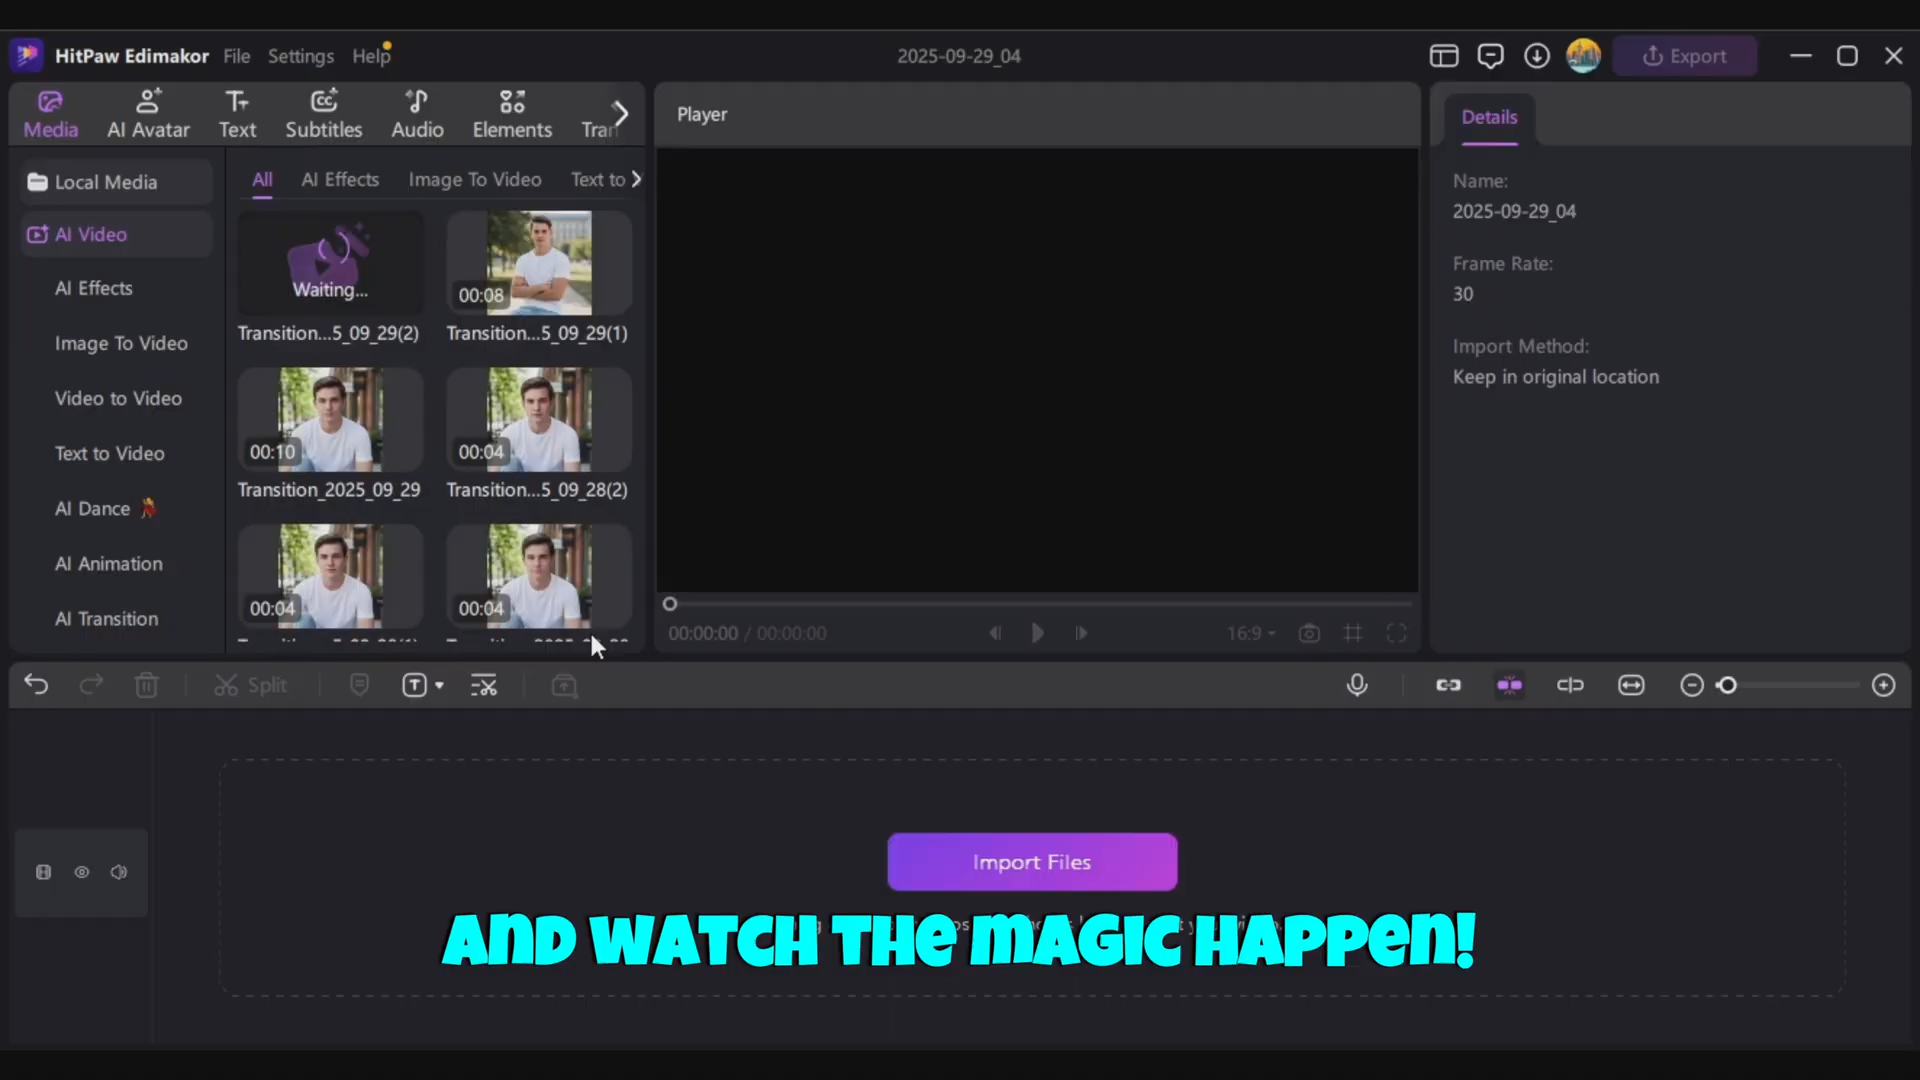 HitPaw Edimakor File Settings Help 2025-09-29_04 Export
Media AI Avatar Text Subtitles Audio Elements
Player
Details
Local Media
AI Video
AI Effects
Image To Video
Video to Video
Text to Video
AI Dance
AI Animation
AI Transition
All AI Effects Image To Video Text to
Waiting...
00:08
Transition...5_09_29(2) Transition...5_09_29(1)
00:10 00:04
Transition_2025_09_29 Transition...5_09_28(2)
00:04 00:04
00:00:00 / 00:00:00 16:9
Name:
2025-09-29_04
Frame Rate:
30
Import Method:
Keep in original location
Split
Import Files
AND WATCH THE MAGIC HAPPEN!